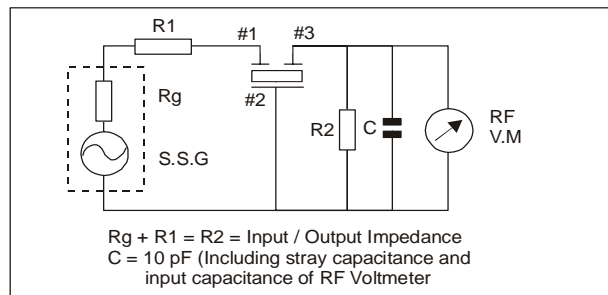 R1
#1
#3
Rg
#2
R2
C
RF
V.M
S.S.G
Rg + R1 = R2 = Input / Output Impedance
C = 10 pF (Including stray capacitance and
input capacitance of RF Voltmeter